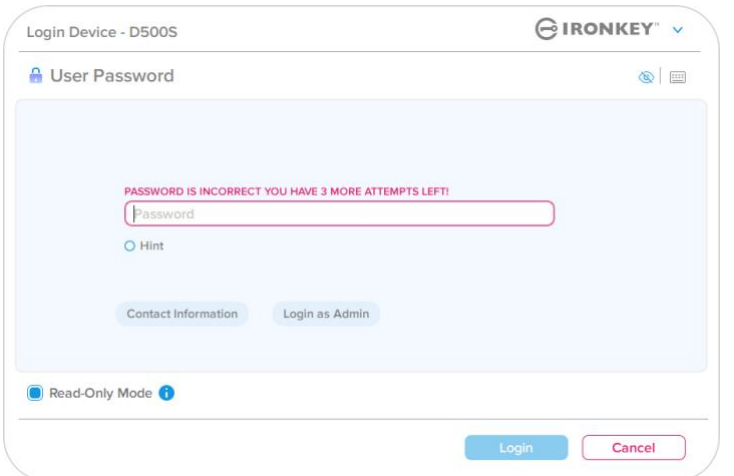 Login Device - D500S
IRONKEY™
User Password
PASSWORD IS INCORRECT YOU HAVE 3 MORE ATTEMPTS LEFT!
Password
Hint
Contact Information Login as Admin
Read-Only Mode
Login Cancel